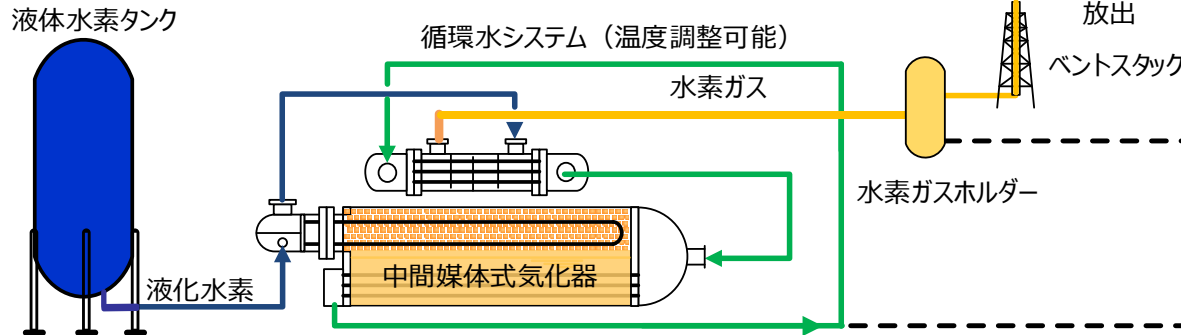 液体水素タンク
放出
循環水システム（温度調整可能）
ベントスタック
水素ガス
水素ガスホルダー
中間媒体式気化器
液化水素